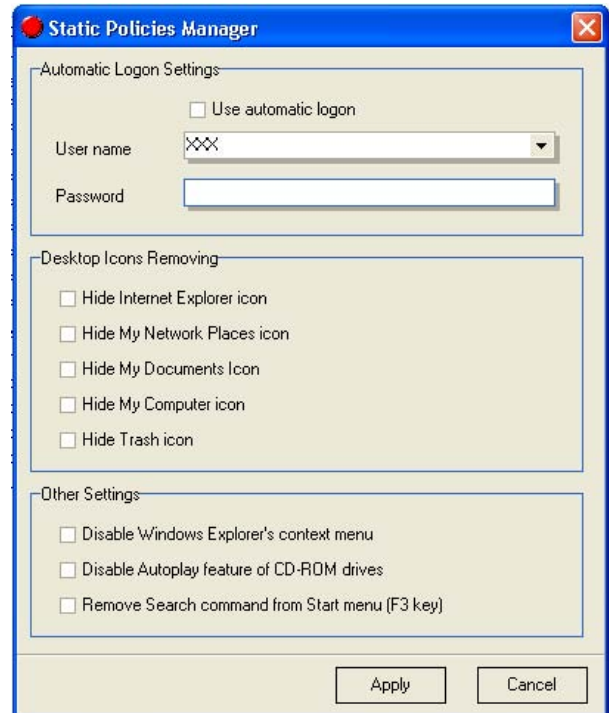 Static Policies Manager
Automatic Logon Settings
Use automatic logon
User name
XXX
Password
Desktop Icons Removing
Hide Internet Explorer icon
Hide My Network Places icon
Hide My Documents Icon
Hide My Computer icon
Hide Trash icon
Other Settings
Disable Windows Explorer's context menu
Disable Autoplay feature of CD-ROM drives
Remove Search command from Start menu (F3 key)
Apply
Cancel